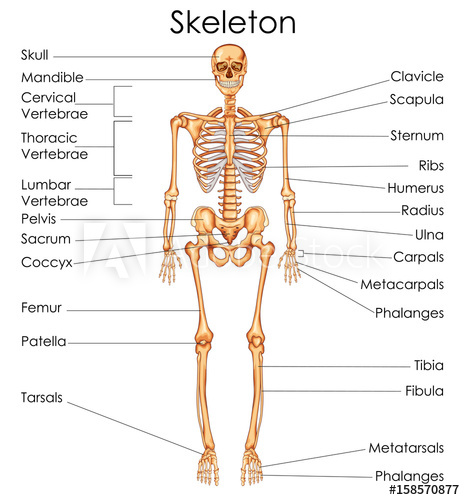 Skeleton
Skull
Mandible
Cervical
Vertebrae
Thoracic
Vertebrae
Lumbar
Vertebrae
Pelvis
Sacrum
Coccyx
Femur
Patella
Tarsals
Clavicle
Scapula
Sternum
Ribs
Humerus
Radius
Ulna
Carpals
Metacarpals
Phalanges
Tibia
Fibula
Metatarsals
Phalanges
#158570877